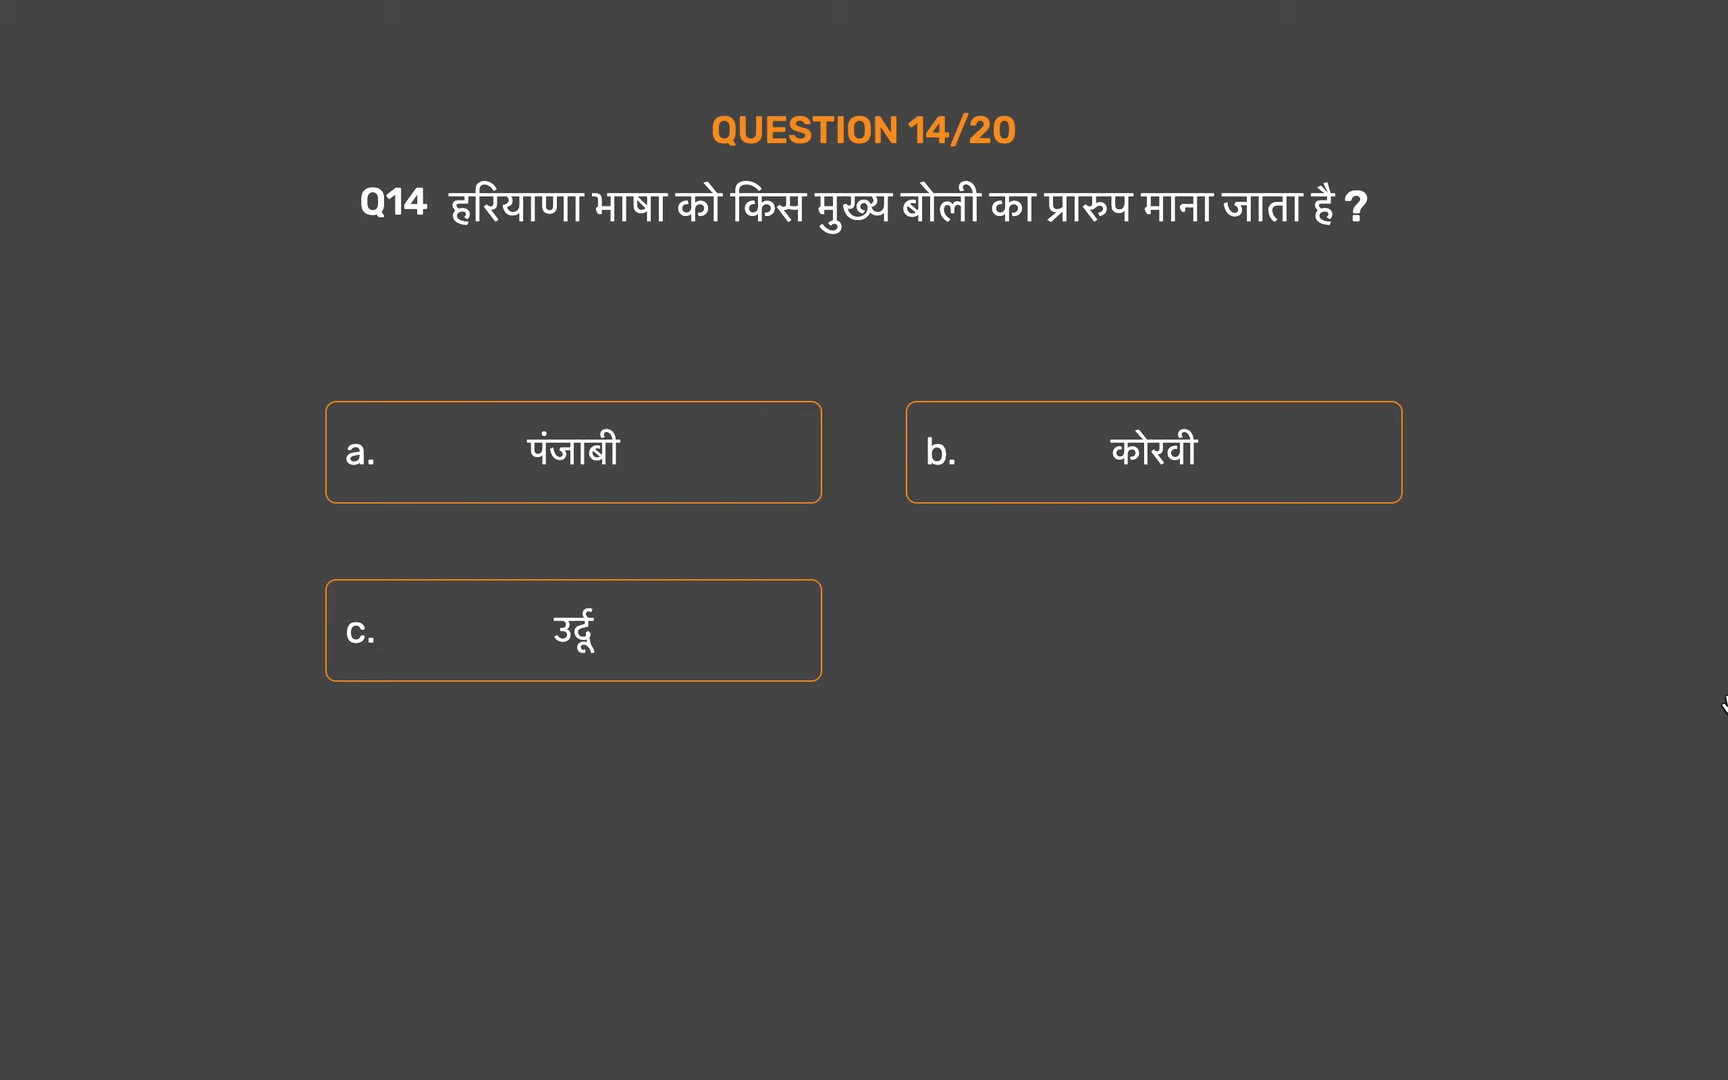 QUESTION 14/20
Q14 हरियाणा भाषा को किस मुख्य बोली का प्रारुप माना जाता है ?
a. पंजाबी
b. कोरवी
c. उर्दू